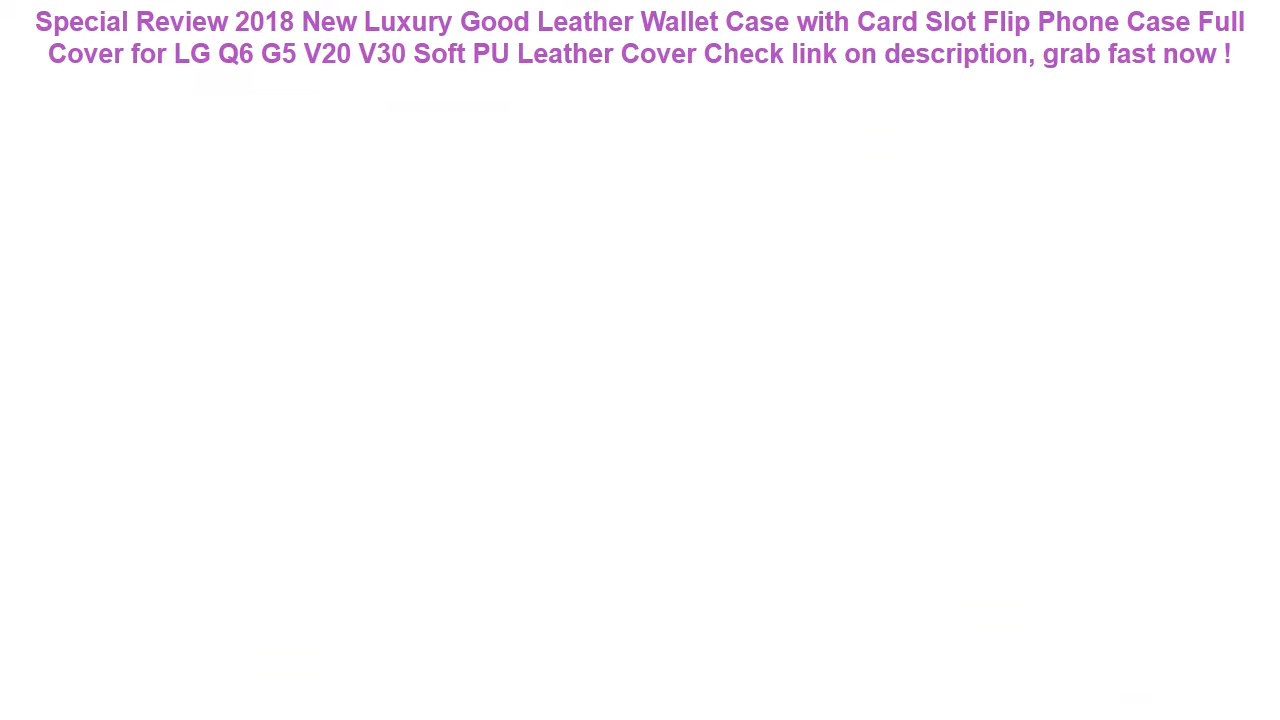 Special Review 2018 New Luxury Good Leather Wallet Case with Card Slot Flip Phone Case Full
Cover for LG Q6 G5 V20 V30 Soft PU Leather Cover Check link on description, grab fast now !